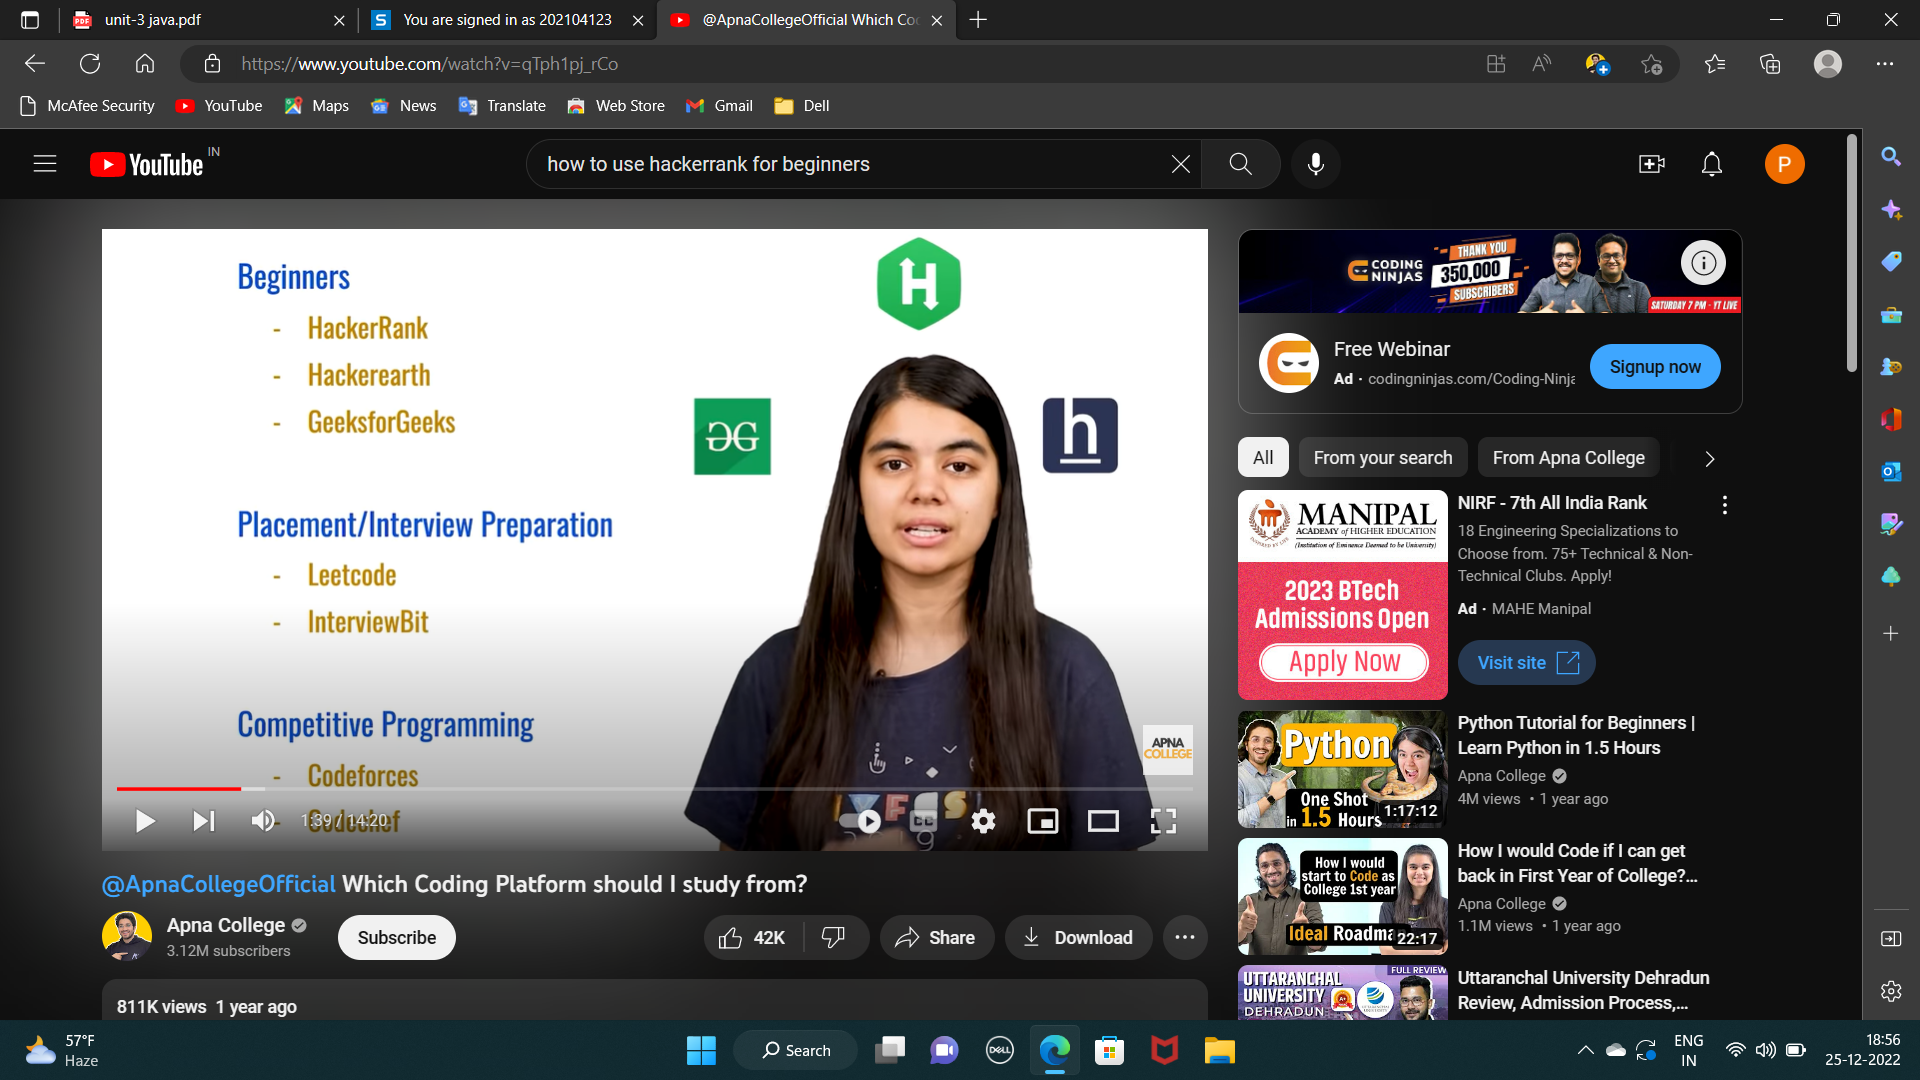 unit-3 java.pdf
You are signed in as 202104123
@ApnaCollegeOfficial Which Co
https://www.youtube.com/watch?v=qTph1pj_rCo
McAfee Security
YouTube
Maps
News
Translate
Web Store
Gmail
Dell
YouTube IN
how to use hackerrank for beginners
P
Beginners
- HackerRank
- Hackerearth
- GeeksforGeeks
Placement/Interview Preparation
- Leetcode
- InterviewBit
Competitive Programming
- Codeforces
- Codechef
APNA
COLLEGE
1:39 / 14:20
@ApnaCollegeOfficial Which Coding Platform should I study from?
Apna College
3.12M subscribers
Subscribe
42K
Share
Download
811K views 1 year ago
CODING
NINJAS
THANK YOU
350,000
SUBSCRIBERS
SATURDAY 7 PM - YT LIVE
Free Webinar
Ad · codingninjas.com/Coding-Ninja
Signup now
All
From your search
From Apna College
MANIPAL
ACADEMY of HIGHER EDUCATION
(Institution of Eminence Deemed to be University)
2023 BTech
Admissions Open
Apply Now
NIRF - 7th All India Rank
18 Engineering Specializations to
Choose from. 75+ Technical & Non-
Technical Clubs. Apply!
Ad · MAHE Manipal
Visit site
Python
One Shot
in 1.5 Hours
1:17:12
Python Tutorial for Beginners |
Learn Python in 1.5 Hours
Apna College
4M views · 1 year ago
How I would
start to Code as
College 1st year
Ideal Roadma
22:17
How I would Code if I can get
back in First Year of College?...
Apna College
1.1M views · 1 year ago
FULL REVIEW
UTTARANCHAL
UNIVERSITY
DEHRADUN
Uttaranchal University Dehradun
Review, Admission Process,...
57°F
Haze
Search
DELL
ENG
IN
18:56
25-12-2022